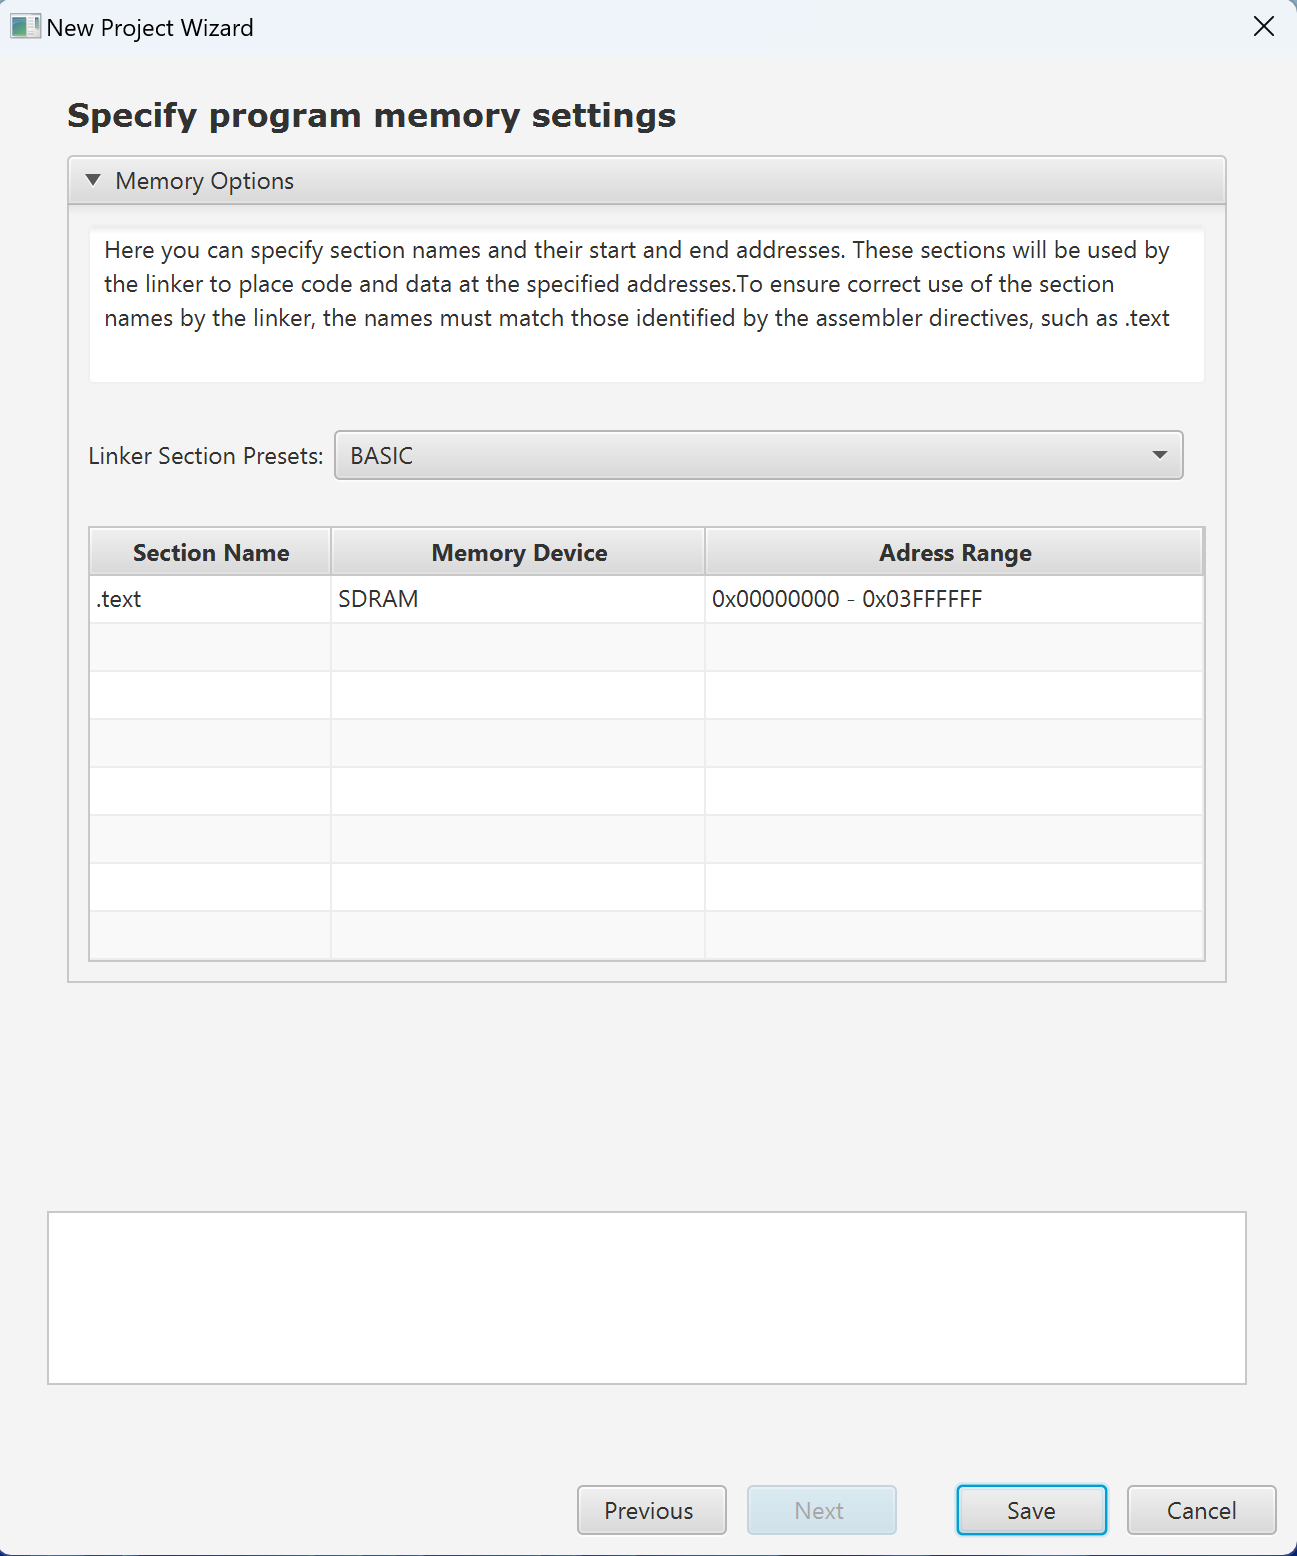 New Project Wizard
Specify program memory settings
Memory Options
Here you can specify section names and their start and end addresses. These sections will be used by
the linker to place code and data at the specified addresses.To ensure correct use of the section
names by the linker, the names must match those identified by the assembler directives, such as .text
Linker Section Presets: BASIC
Section Name Memory Device Adress Range
.text SDRAM 0x00000000 - 0x03FFFFFF
Previous Next Save Cancel